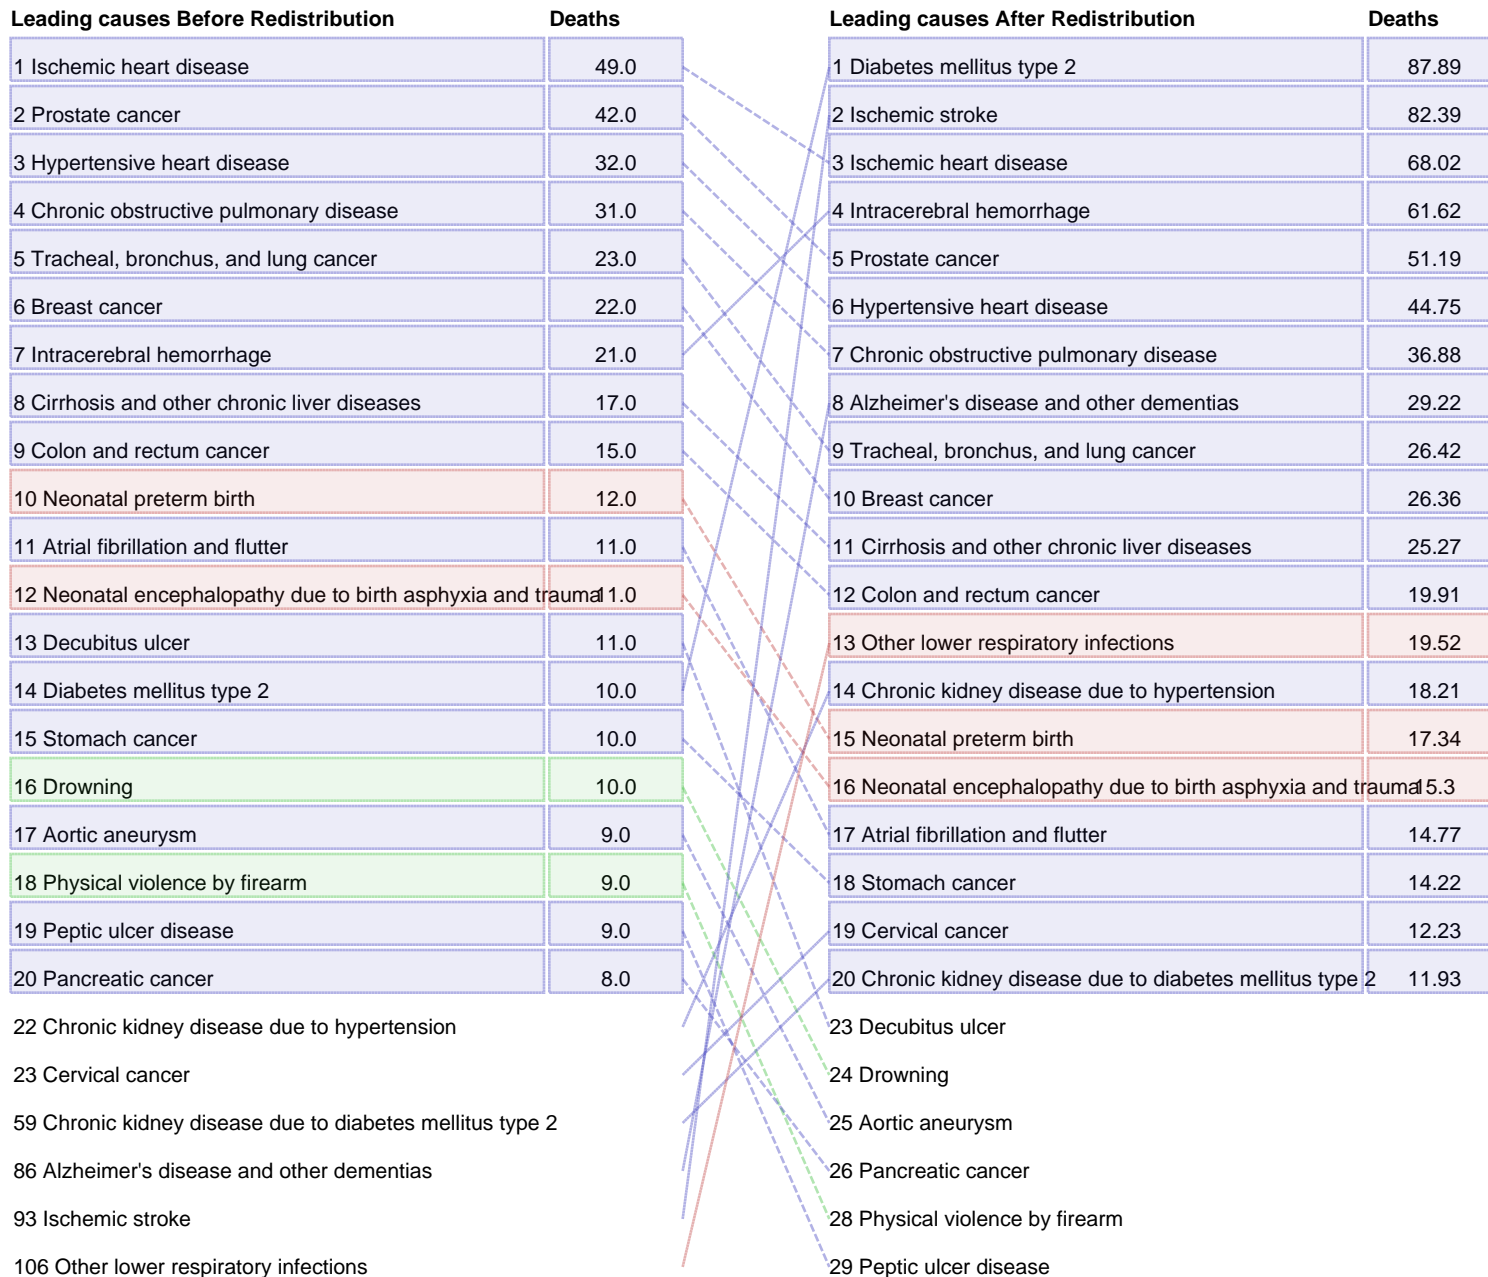 Leading causes Before Redistribution Deaths Leading causes After Redistribution Deaths
1 Ischemic heart disease 49.0 1 Diabetes mellitus type 2 87.89
2 Prostate cancer 42.0 2 Ischemic stroke 82.39
3 Hypertensive heart disease 32.0 3 Ischemic heart disease 68.02
4 Chronic obstructive pulmonary disease 31.0 4 Intracerebral hemorrhage 61.62
5 Tracheal, bronchus, and lung cancer 23.0 5 Prostate cancer 51.19
6 Breast cancer 22.0 6 Hypertensive heart disease 44.75
7 Intracerebral hemorrhage 21.0 7 Chronic obstructive pulmonary disease 36.88
8 Cirrhosis and other chronic liver diseases 17.0 8 Alzheimer's disease and other dementias 29.22
9 Colon and rectum cancer 15.0 9 Tracheal, bronchus, and lung cancer 26.42
10 Neonatal preterm birth 12.0 10 Breast cancer 26.36
11 Atrial fibrillation and flutter 11.0 11 Cirrhosis and other chronic liver diseases 25.27
12 Neonatal encephalopathy due to birth asphyxia and trauma 11.0 12 Colon and rectum cancer 19.91
13 Decubitus ulcer 11.0 13 Other lower respiratory infections 19.52
14 Diabetes mellitus type 2 10.0 14 Chronic kidney disease due to hypertension 18.21
15 Stomach cancer 10.0 15 Neonatal preterm birth 17.34
16 Drowning 10.0 16 Neonatal encephalopathy due to birth asphyxia and trauma 15.3
17 Aortic aneurysm 9.0 17 Atrial fibrillation and flutter 14.77
18 Physical violence by firearm 9.0 18 Stomach cancer 14.22
19 Peptic ulcer disease 9.0 19 Cervical cancer 12.23
20 Pancreatic cancer 8.0 20 Chronic kidney disease due to diabetes mellitus type 2 11.93
22 Chronic kidney disease due to hypertension 23 Decubitus ulcer
23 Cervical cancer 24 Drowning
59 Chronic kidney disease due to diabetes mellitus type 2 25 Aortic aneurysm
86 Alzheimer's disease and other dementias 26 Pancreatic cancer
93 Ischemic stroke 28 Physical violence by firearm
106 Other lower respiratory infections 29 Peptic ulcer disease